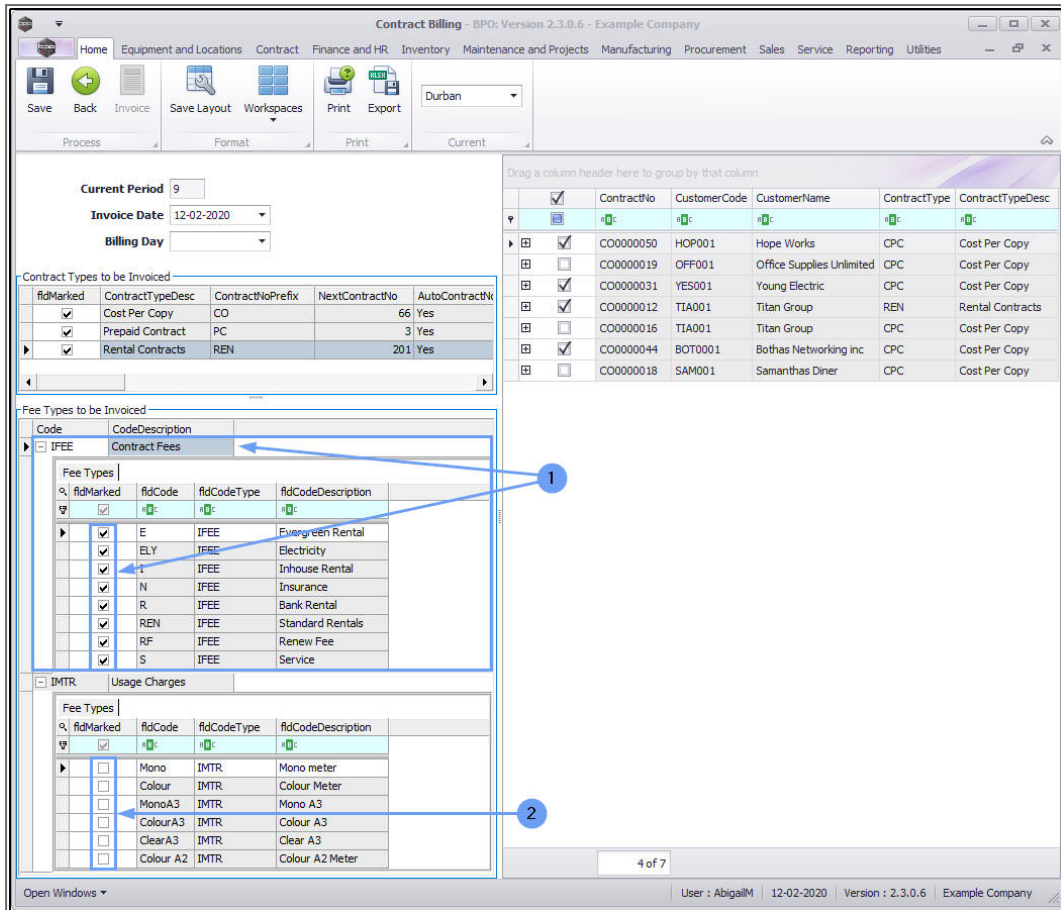 Contract Billing - BPO: Version 2.3.0.6 - Example Company
Home Equipment and Locations Contract Finance and HR Inventory Maintenance and Projects Manufacturing Procurement Sales Service Reporting Utilities
Save Back Invoice Save Layout Workspaces Print Export Durban
Process Format Print Current
Current Period 9
Invoice Date 12-02-2020
Billing Day
Contract Types to be Invoiced
fldMarked ContractTypeDesc ContractNoPrefix NextContractNo AutoContractNo
Cost Per Copy CO 66 Yes
Prepaid Contract PC 3 Yes
Rental Contracts REN 201 Yes
Fee Types to be Invoiced
Code CodeDescription
IFEE Contract Fees
Fee Types
fldMarked fldCode fldCodeType fldCodeDescription
E IFEE Evergreen Rental
ELY IFEE Electricity
I IFEE Inhouse Rental
N IFEE Insurance
R IFEE Bank Rental
REN IFEE Standard Rentals
RF IFEE Renew Fee
S IFEE Service
IMTR Usage Charges
Fee Types
fldMarked fldCode fldCodeType fldCodeDescription
Mono IMTR Mono meter
Colour IMTR Colour Meter
MonoA3 IMTR Mono A3
ColourA3 IMTR Colour A3
ClearA3 IMTR Clear A3
Colour A2 IMTR Colour A2 Meter
1
2
Drag a column header here to group by that column
ContractNo CustomerCode CustomerName ContractType ContractTypeDesc
CO0000050 HOP001 Hope Works CPC Cost Per Copy
CO0000019 OFF001 Office Supplies Unlimited CPC Cost Per Copy
CO0000031 YES001 Young Electric CPC Cost Per Copy
CO0000012 TIA001 Titan Group REN Rental Contracts
CO0000016 TIA001 Titan Group CPC Cost Per Copy
CO0000044 BOT0001 Bothas Networking inc CPC Cost Per Copy
CO0000018 SAM001 Samanthas Diner CPC Cost Per Copy
4 of 7
Open Windows User : AbigailM 12-02-2020 Version : 2.3.0.6 Example Company